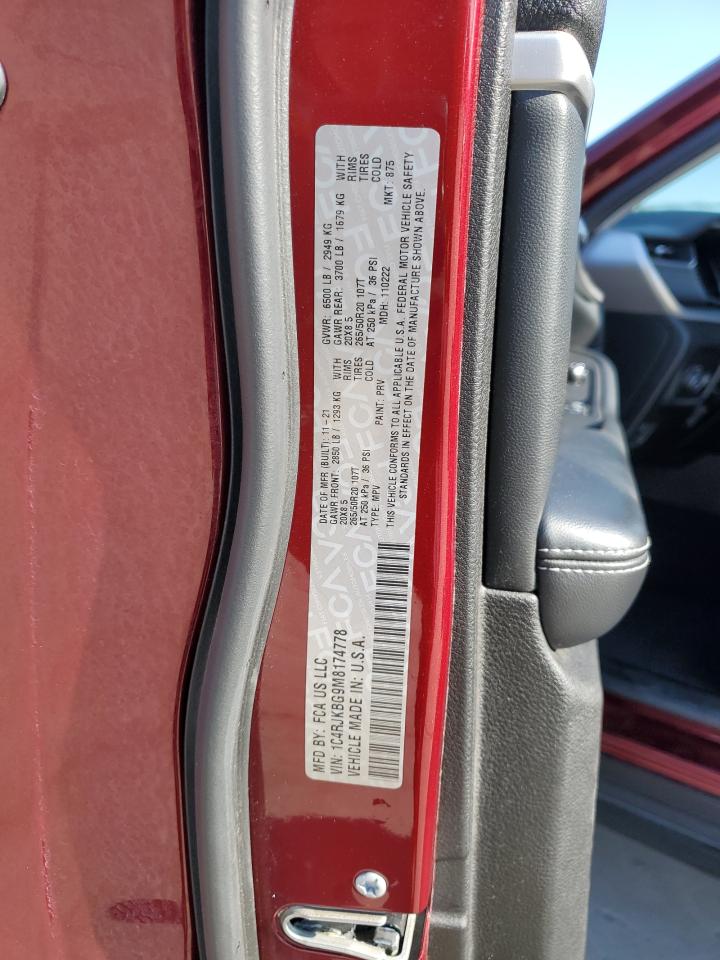 MFD BY: FCA US LLC
VIN: 1C4RJKBG9M8174778
VEHICLE MADE IN: U.S.A.
DATE OF MFR (BUILT): 11-21
GAWR FRONT: 2850 LB / 1293 KG WITH
20X8.5 RIMS
265/50R20 107T TIRES
AT 250 kPa / 36 PSI COLD
TYPE: MPV PAINT: PRV
GVWR: 6500 LB / 2949 KG
GAWR REAR: 3700 LB / 1679 KG WITH
20X8.5 RIMS
265/50R20 107T TIRES
AT 250 kPa / 36 PSI COLD
MDH: 110222 MKT: 875
THIS VEHICLE CONFORMS TO ALL APPLICABLE U.S.A. FEDERAL MOTOR VEHICLE SAFETY
STANDARDS IN EFFECT ON THE DATE OF MANUFACTURE SHOWN ABOVE.